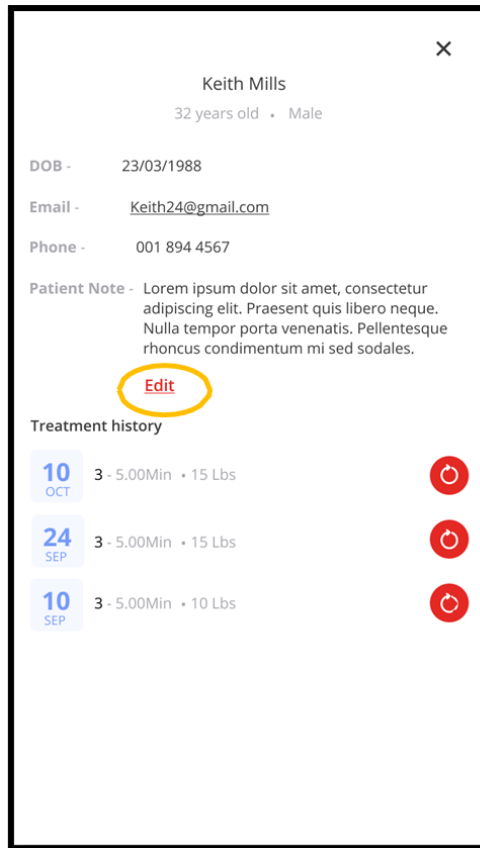 Keith Mills
32 years old • Male
DOB - 23/03/1988
Email - Keith24@gmail.com
Phone - 001 894 4567
Patient Note - Lorem ipsum dolor sit amet, consectetur
adipiscing elit. Praesent quis libero neque.
Nulla tempor porta venenatis. Pellentesque
rhoncus condimentum mi sed sodales.
Edit
Treatment history
10
OCT
3 - 5.00Min • 15 Lbs
24
SEP
3 - 5.00Min • 15 Lbs
10
SEP
3 - 5.00Min • 10 Lbs